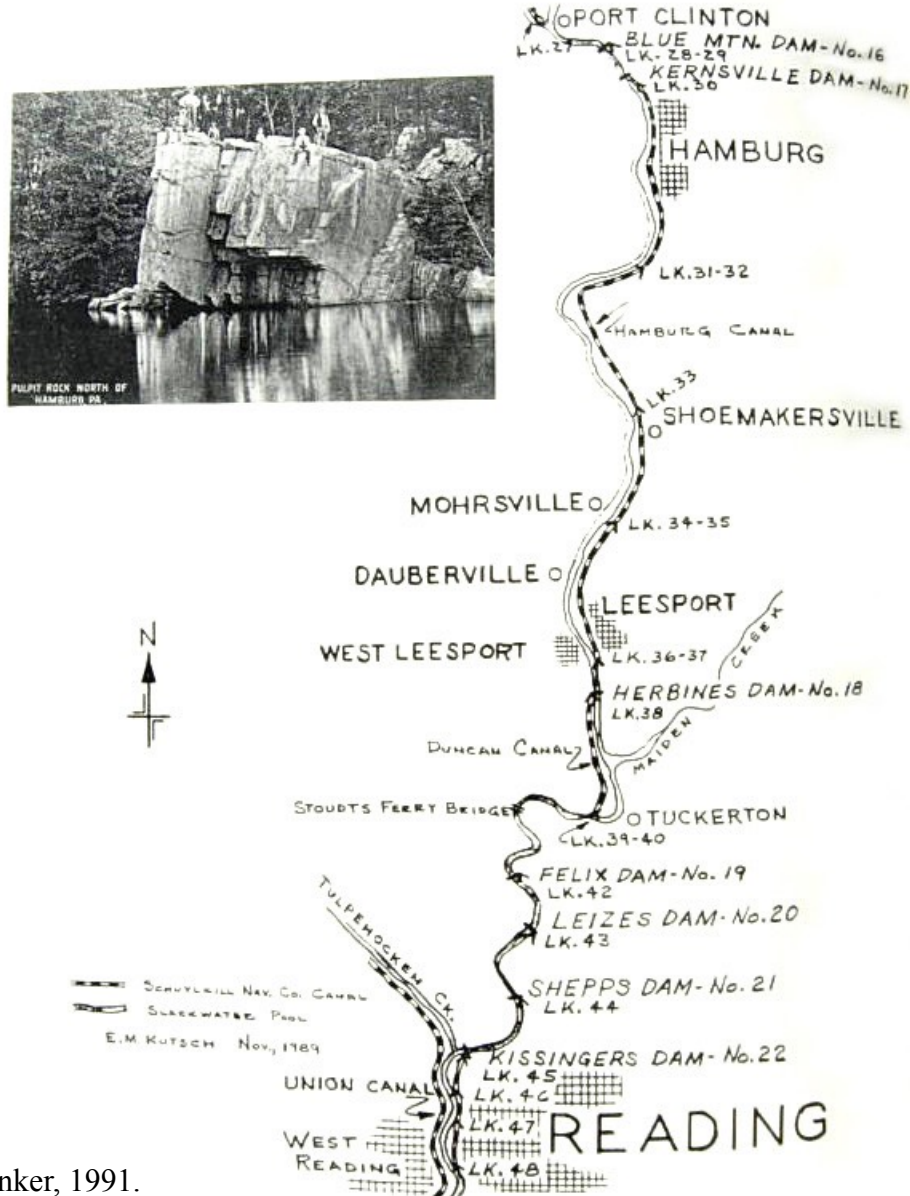 PORT CLINTON
LK. 27
BLUE MTN. DAM-No. 16
LK. 28-29
KERNSVILLE DAM-No. 17
LK. 30
HAMBURG
PULPIT ROCK NORTH OF
HAMBURG PA.
LK. 31-32
HAMBURG CANAL
LK. 33
SHOEMAKERSVILLE
MOHRSVILLE
LK. 34-35
DAUBERVILLE
LEESPORT
N
WEST LEESPORT
LK. 36-37
MAIDEN CREEK
HERBINES DAM-No. 18
LK. 38
DUNCAN CANAL
STOUDTS FERRY BRIDGE
TUCKERTON
LK. 39-40
FELIX DAM-No. 19
LK. 42
TULPEHOCKEN CK.
LEIZES DAM-No. 20
LK. 43
SCHUYLKILL NAV. CO. CANAL
SHEPPS DAM-No. 21
SLACKWATER POOL
LK. 44
E.M KUTSCH NOV., 1989
KISSINGERS DAM-No. 22
LK. 45
UNION CANAL
LK. 46
LK. 47
READING
WEST
READING
LK. 48
nker, 1991.